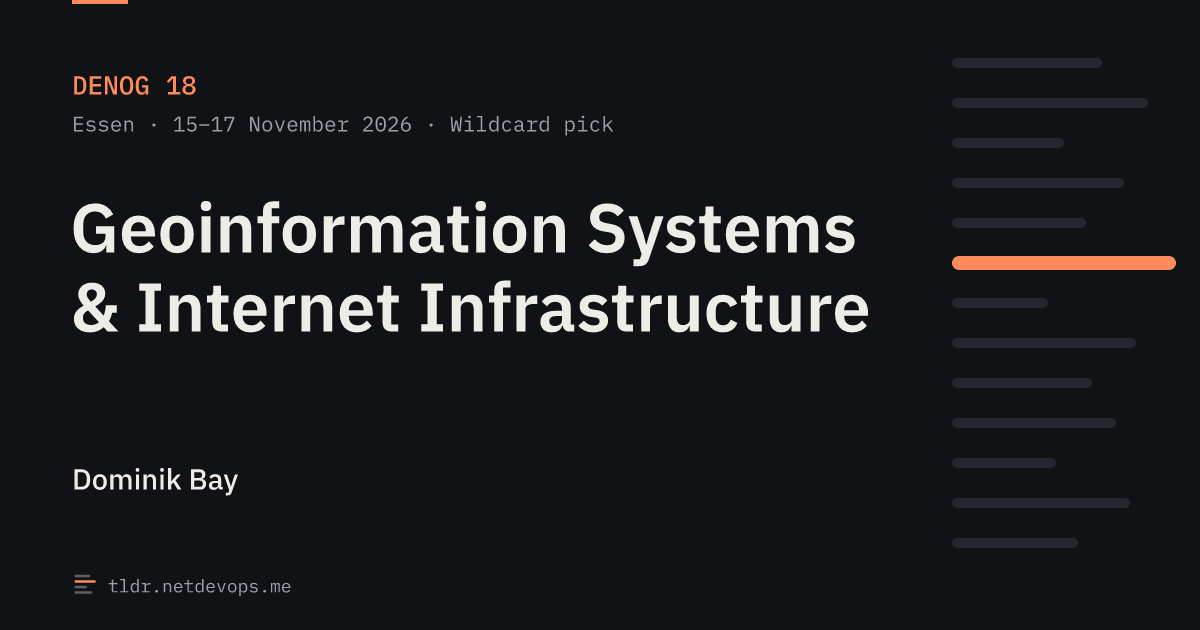 DENOG 18
Essen · 15–17 November 2026 · Wildcard pick
Geoinformation Systems
& Internet Infrastructure
Dominik Bay
tldr.netdevops.me